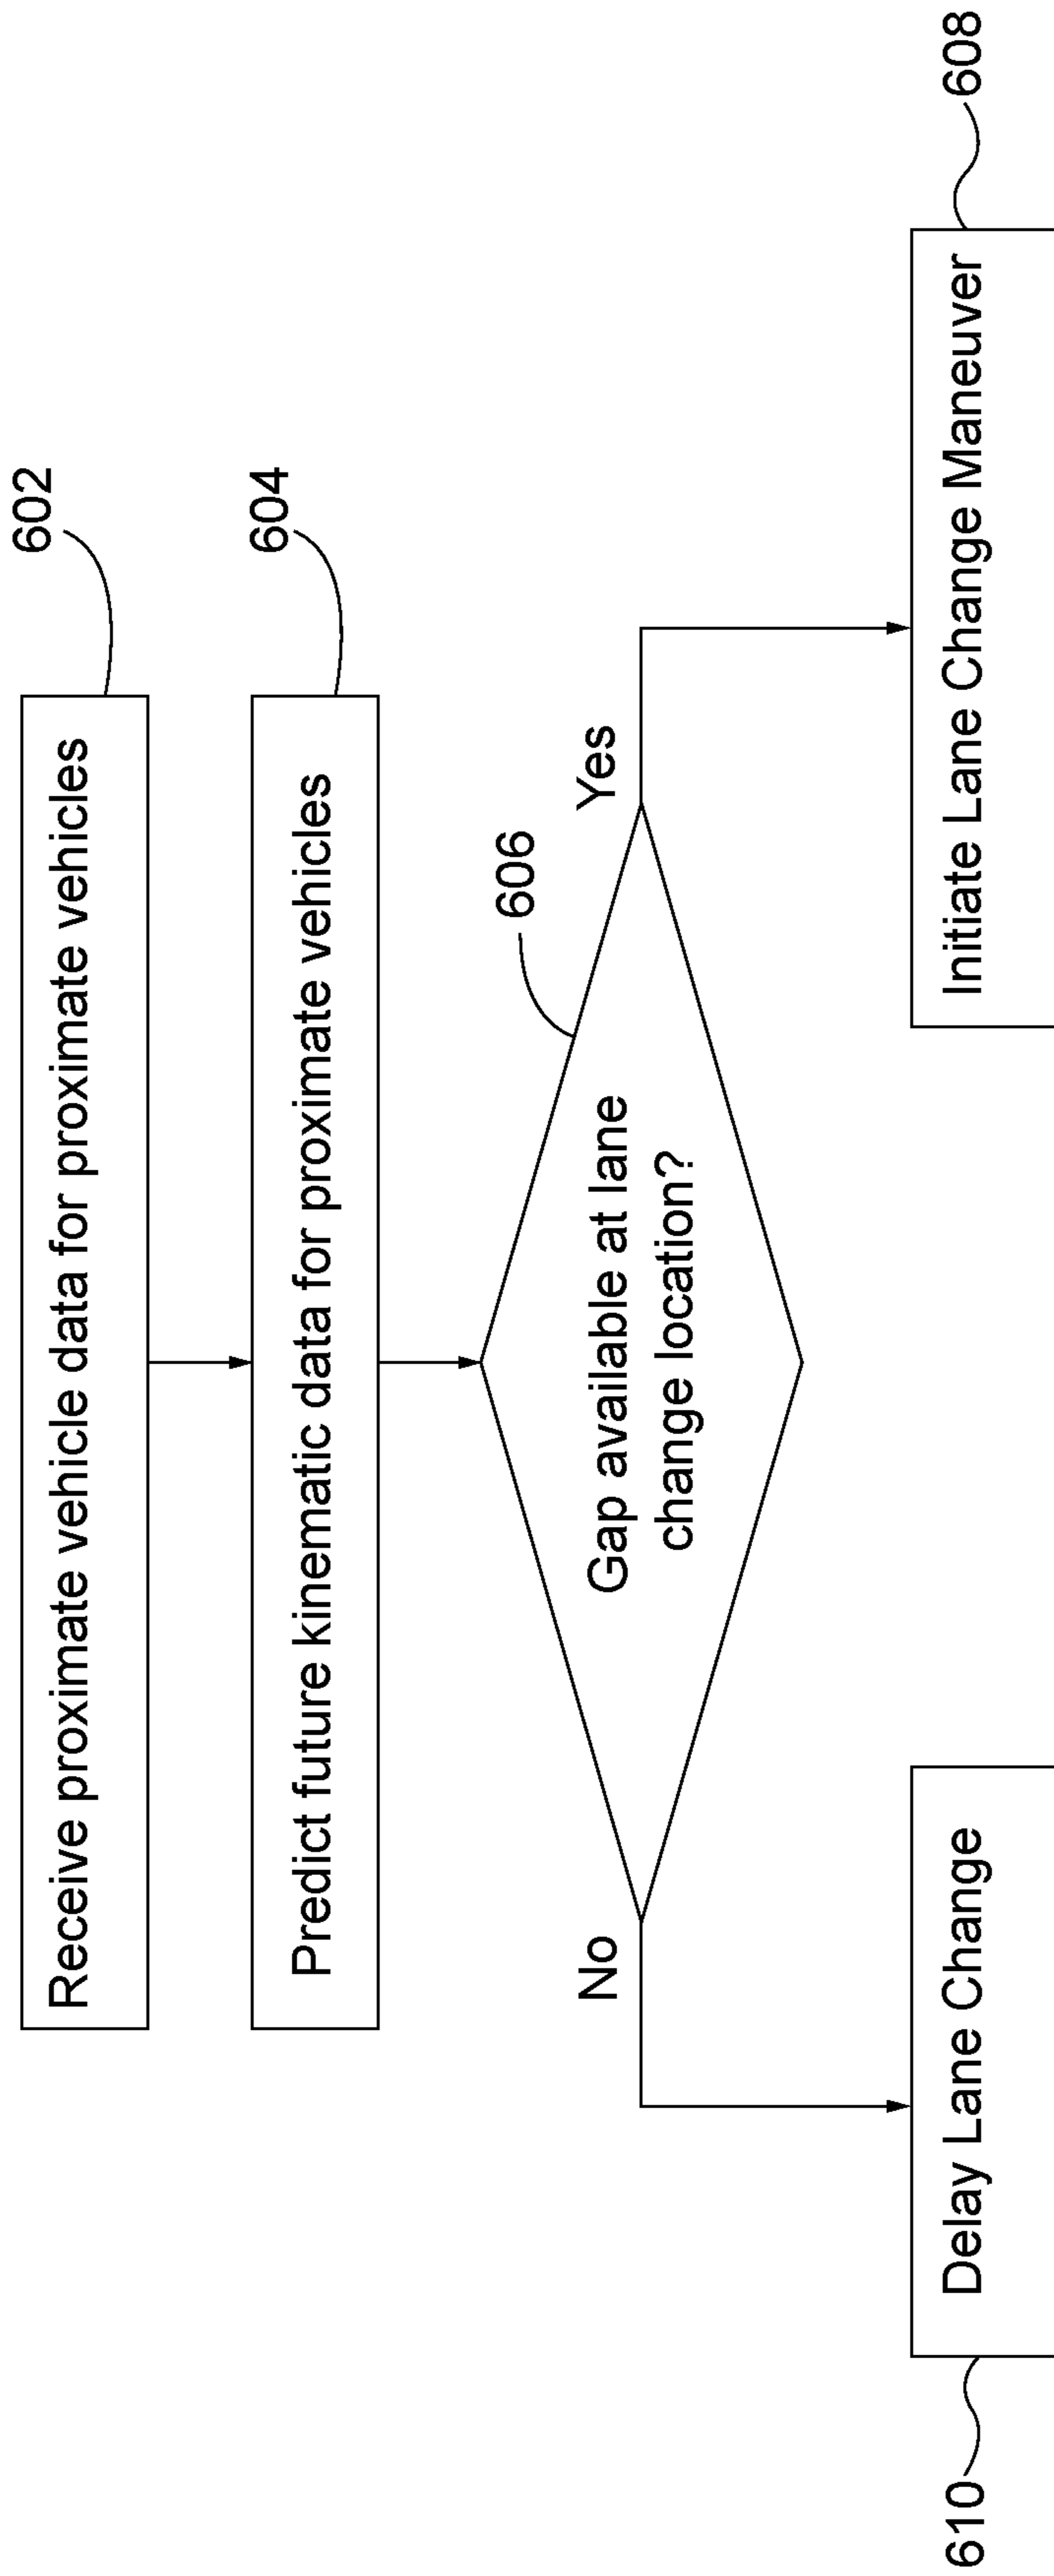 602
Receive proximate vehicle data for proximate vehicles
604
Predict future kinematic data for proximate vehicles
606
Gap available at lane
change location?
No
Yes
610
Delay Lane Change
Initiate Lane Change Maneuver
608